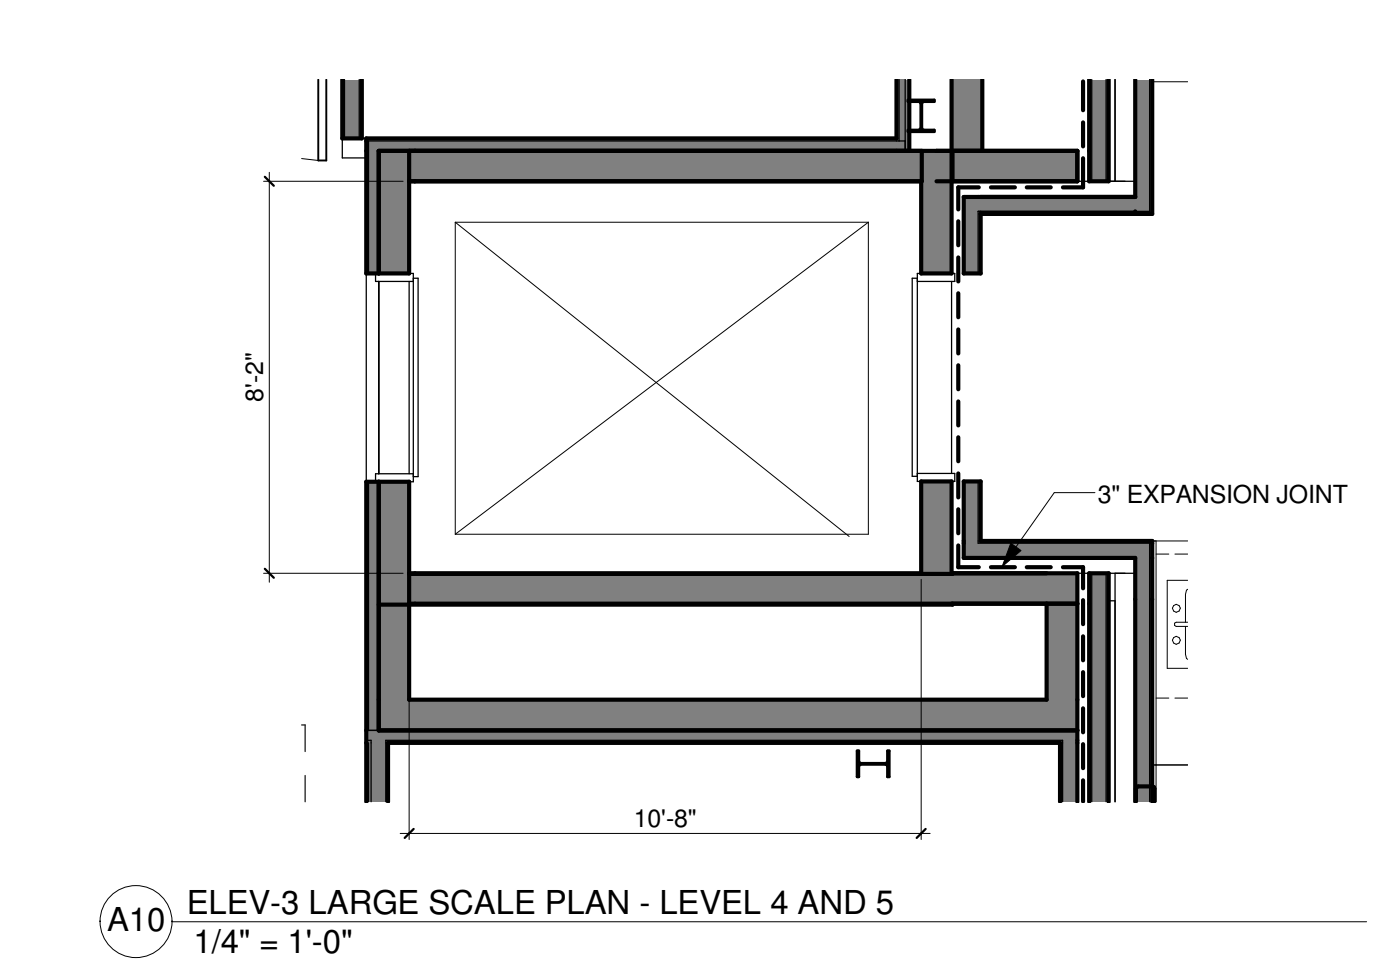 8'-2"
3" EXPANSION JOINT
10'-8"
A10
ELEV-3 LARGE SCALE PLAN - LEVEL 4 AND 5
1/4" = 1'-0"